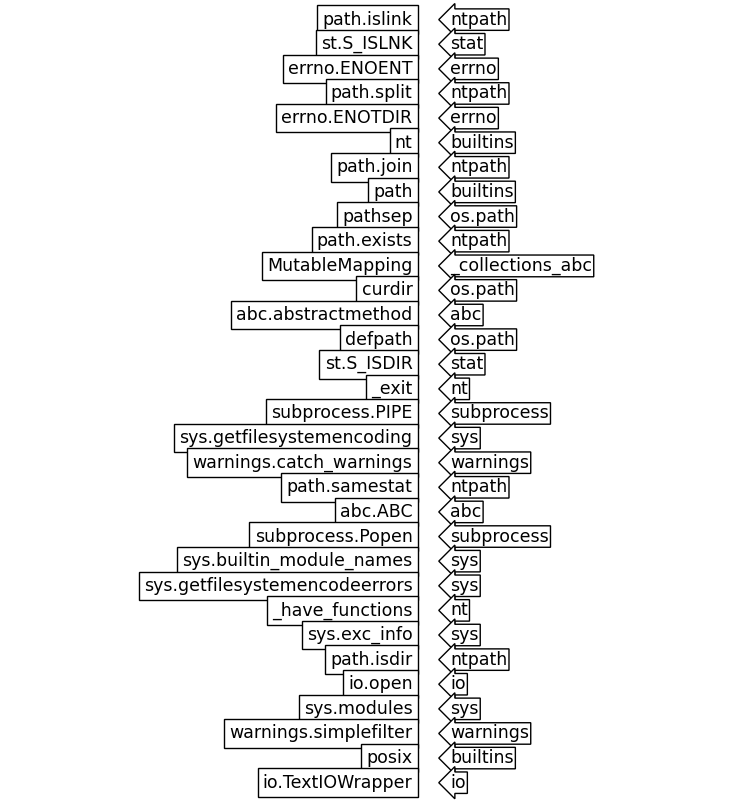 path.islink ntpath
st.S_ISLNK stat
errno.ENOENT errno
path.split ntpath
errno.ENOTDIR errno
nt builtins
path.join ntpath
path builtins
pathsep os.path
path.exists ntpath
MutableMapping _collections_abc
curdir os.path
abc.abstractmethod abc
defpath os.path
st.S_ISDIR stat
_exit nt
subprocess.PIPE subprocess
sys.getfilesystemencoding sys
warnings.catch_warnings warnings
path.samestat ntpath
abc.ABC abc
subprocess.Popen subprocess
sys.builtin_module_names sys
sys.getfilesystemencodeerrors sys
_have_functions nt
sys.exc_info sys
path.isdir ntpath
io.open io
sys.modules sys
warnings.simplefilter warnings
posix builtins
io.TextIOWrapper io